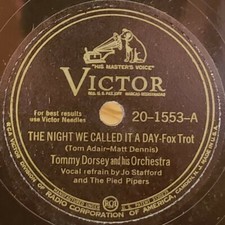 "HIS MASTER'S VOICE"
VICTOR
For best results
use Victor Needles
20-1553-A
THE NIGHT WE CALLED IT A DAY-Fox Trot
(Tom Adair-Matt Dennis)
Tommy Dorsey and his Orchestra
Vocal refrain by Jo Stafford
and The Pied Pipers
RCA
RADIO CORPORATION OF AMERICA, CAMDEN, N.J.